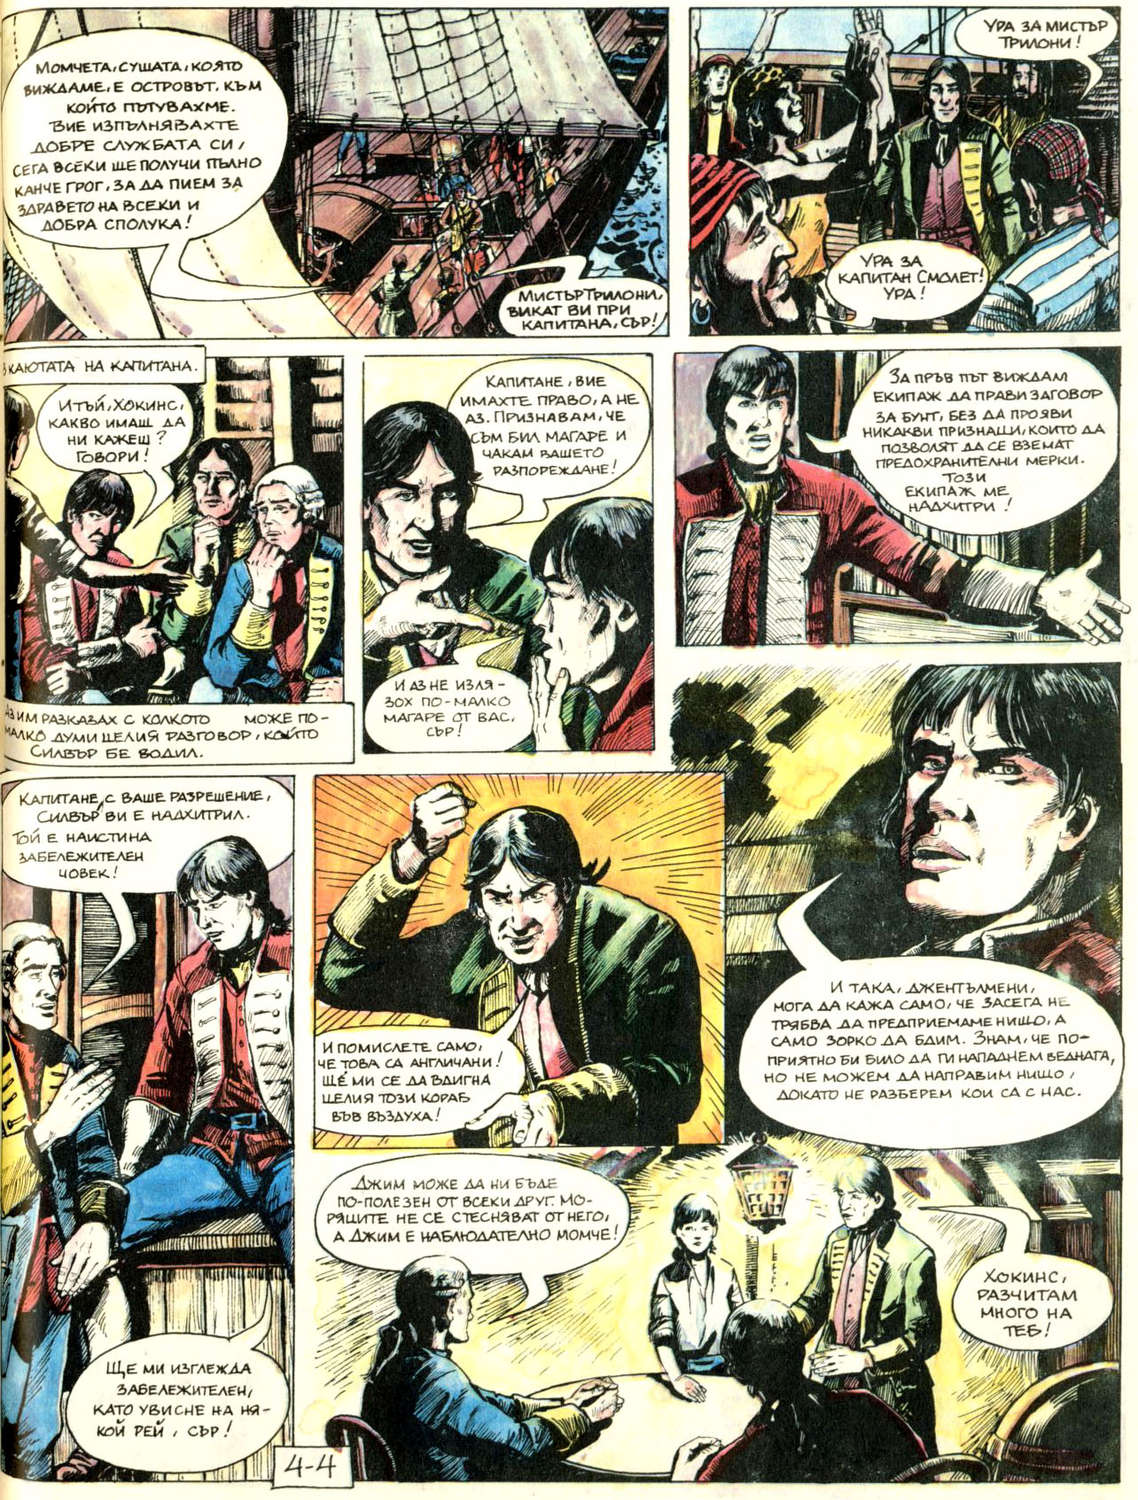 Момчета, сушата, която
виждаме, е островът, към
който пътувахме.
Вие изпълнявахте
добре службата си,
сега всеки ще получи пълно
канче грог, за да пием за
здравето на всеки и
добра сполука!
Мистър Трилони,
викат ви при
капитана, сър!
Ура за мистър
Трилони!
Ура за
капитан Смолет!
Ура!
В каютата на капитана.
Итъй, Хокинс,
какво имаш да
ни кажеш?
Говори!
Аз им разказах с колкото може по-
малко думи целия разговор, който
Силвър бе водил.
Капитане, вие
имахте право, а не
аз. Признавам, че
съм бил магаре и
чакам вашето
разпореждане!
И аз не изля-
зох по-малко
магаре от вас,
сър!
За пръв път виждам
екипаж да прави заговор
за бунт, без да прояви
никакви признаци, които да
позволят да се вземат
предохранителни мерки.
Този
екипаж ме
надхитри!
Капитане, с ваше разрешение,
Силвър ви е надхитрил.
Той е наистина
забележителен
човек!
Ще ми изглежда
забележителен,
като увисне на ня-
кой рей, сър!
И помислете само,
че това са англичани!
Ще ми се да вдигна
целия този кораб
във въздуха!
И така, джентълмени,
мога да кажа само, че засега не
трябва да предприемаме нищо, а
само зорко да бдим. Знам, че по-
приятно би било да ги нападнем веднага,
но не можем да направим нищо,
докато не разберем кои са с нас.
Джим може да ни бъде
по-полезен от всеки друг. Мо-
ряците не се стесняват от него,
а Джим е наблюдателно момче!
Хокинс,
разчитам
много на
теб!
4-4